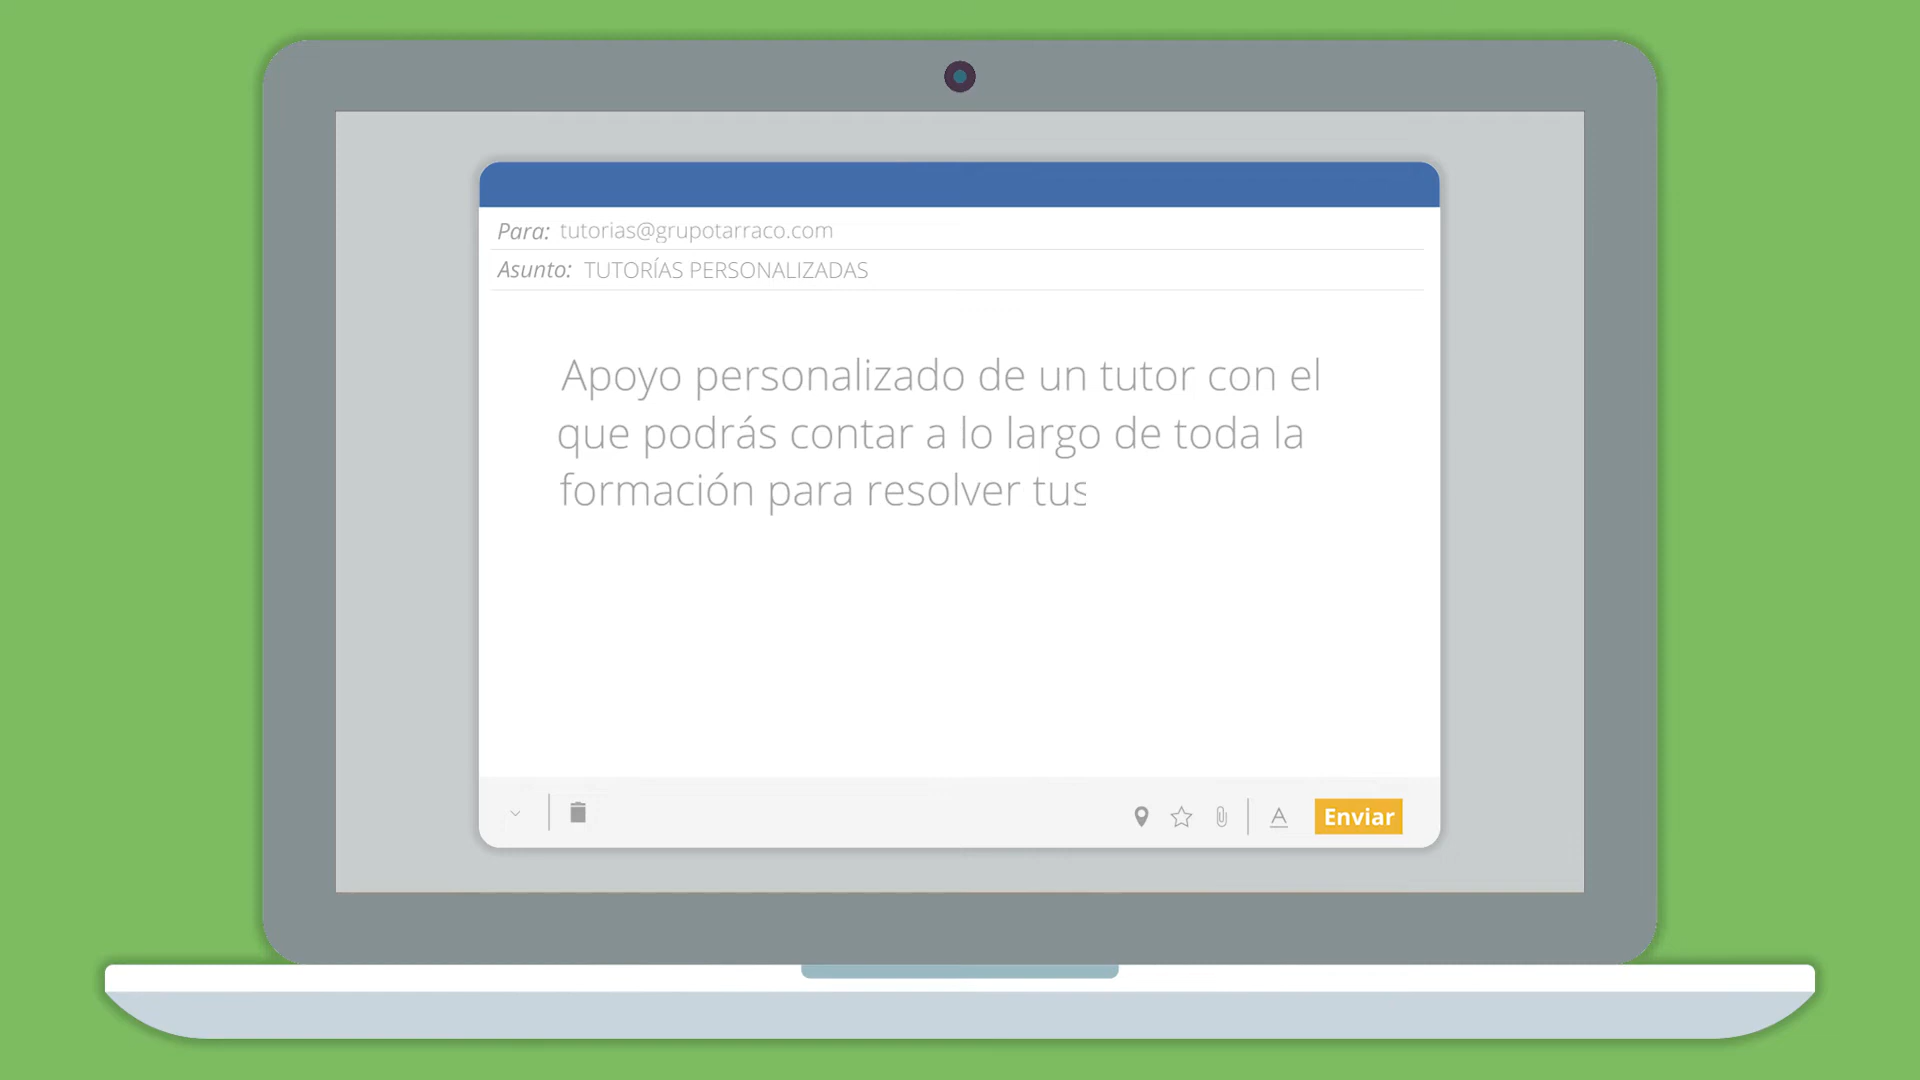 Para: tutorias@grupotarraco.com
Asunto: TUTORÍAS PERSONALIZADAS
Apoyo personalizado de un tutor con el
que podrás contar a lo largo de toda la
formación para resolver tus
A Enviar